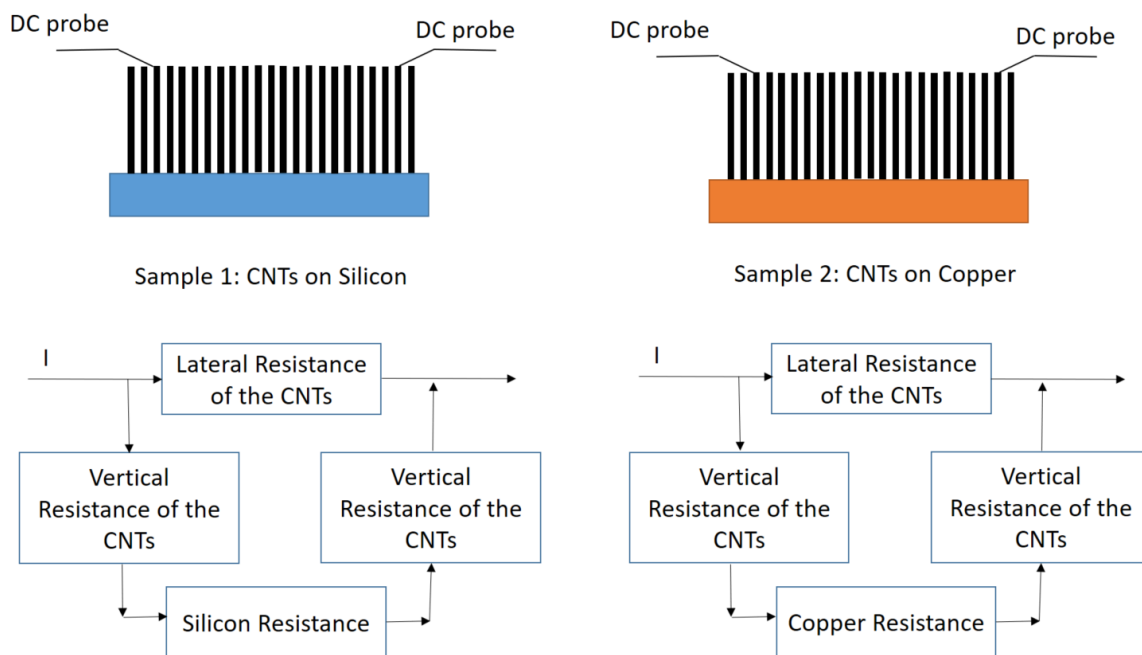 DC probe
DC probe
Sample 1: CNTs on Silicon
I
Lateral Resistance
of the CNTs
Vertical
Resistance of the
CNTs
Vertical
Resistance of the
CNTs
Silicon Resistance
DC probe
DC probe
Sample 2: CNTs on Copper
I
Lateral Resistance
of the CNTs
Vertical
Resistance of the
CNTs
Vertical
Resistance of the
CNTs
Copper Resistance